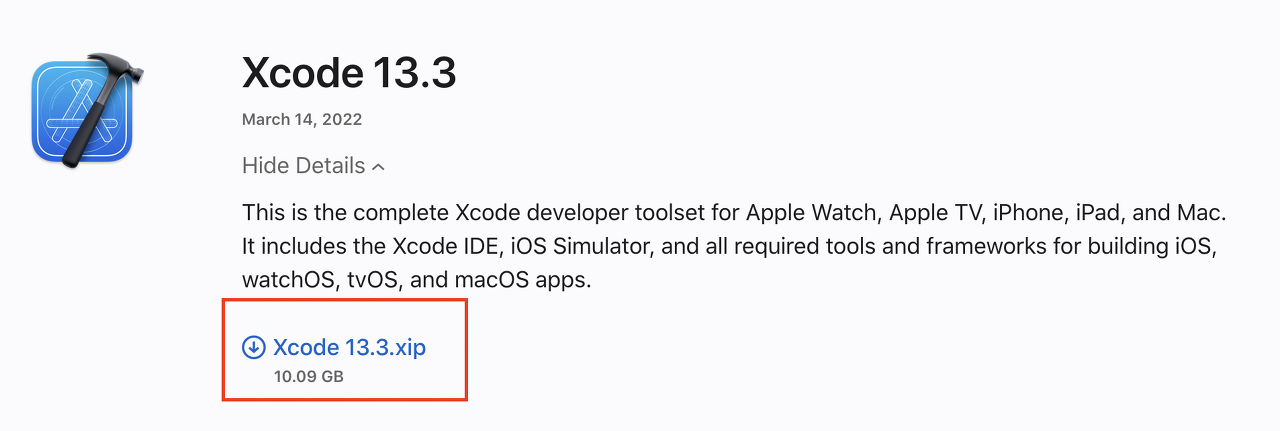 Xcode 13.3
March 14, 2022
Hide Details
This is the complete Xcode developer toolset for Apple Watch, Apple TV, iPhone, iPad, and Mac.
It includes the Xcode IDE, iOS Simulator, and all required tools and frameworks for building iOS,
watchOS, tvOS, and macOS apps.
Xcode 13.3.xip
10.09 GB